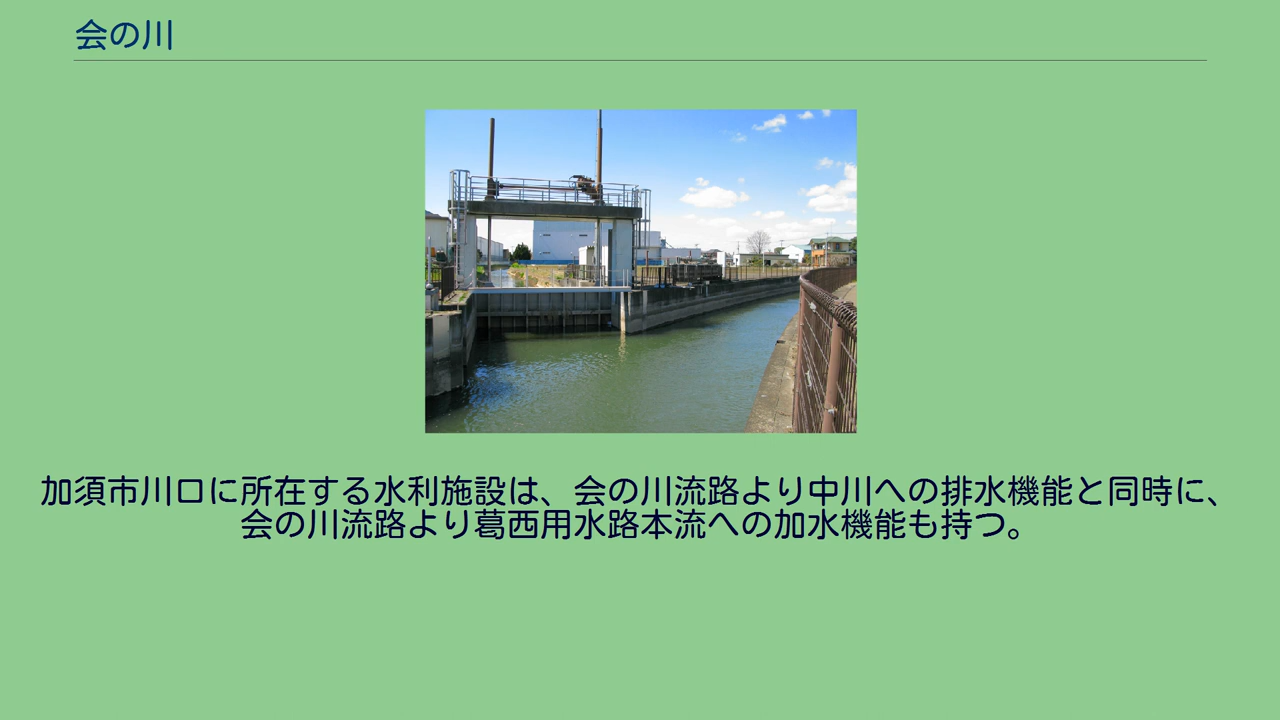 会の川
加須市川口に所在する水利施設は、会の川流路より中川への排水機能と同時に、
会の川流路より葛西用水路本流への加水機能も持つ。